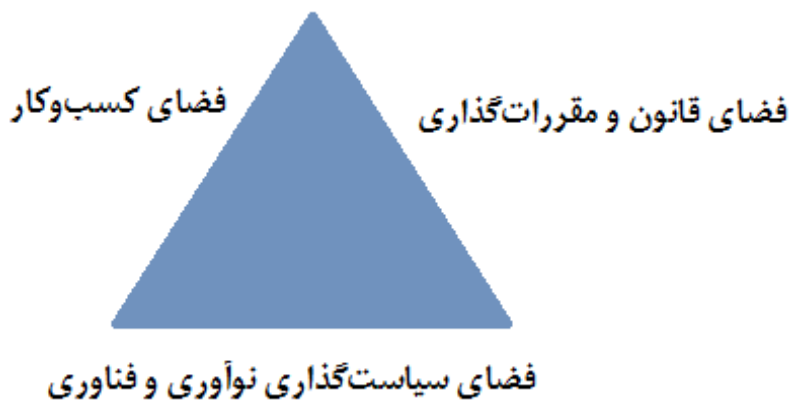 فضای کسب‌وکار
فضای قانون و مقررات‌گذاری
فضای سیاست‌گذاری نوآوری و فناوری